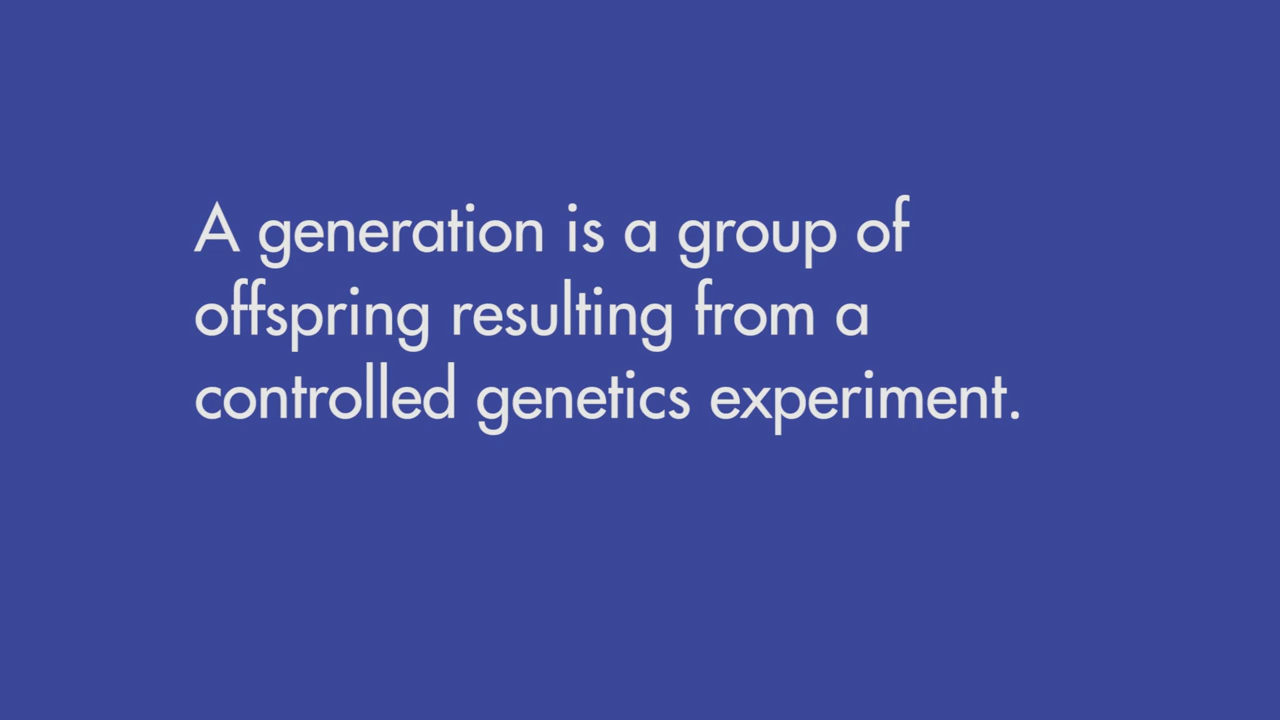 A generation is a group of
offspring resulting from a
controlled genetics experiment.